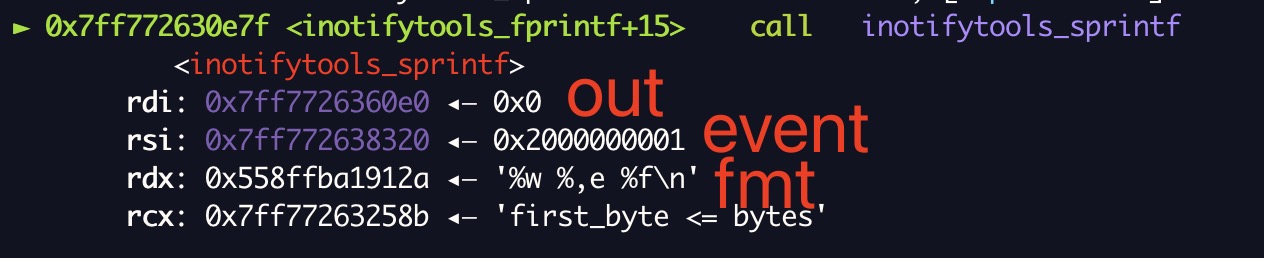 ► 0x7ff772630e7f <inotifytools_fprintf+15> call inotifytools_sprintf
<inotifytools_sprintf>
rdi: 0x7ff7726360e0 ◂— 0x0 out
rsi: 0x7ff772638320 ◂— 0x2000000001 event
rdx: 0x558ffba1912a ◂— '%w %,e %f\n' fmt
rcx: 0x7ff77263258b ◂— 'first_byte <= bytes'